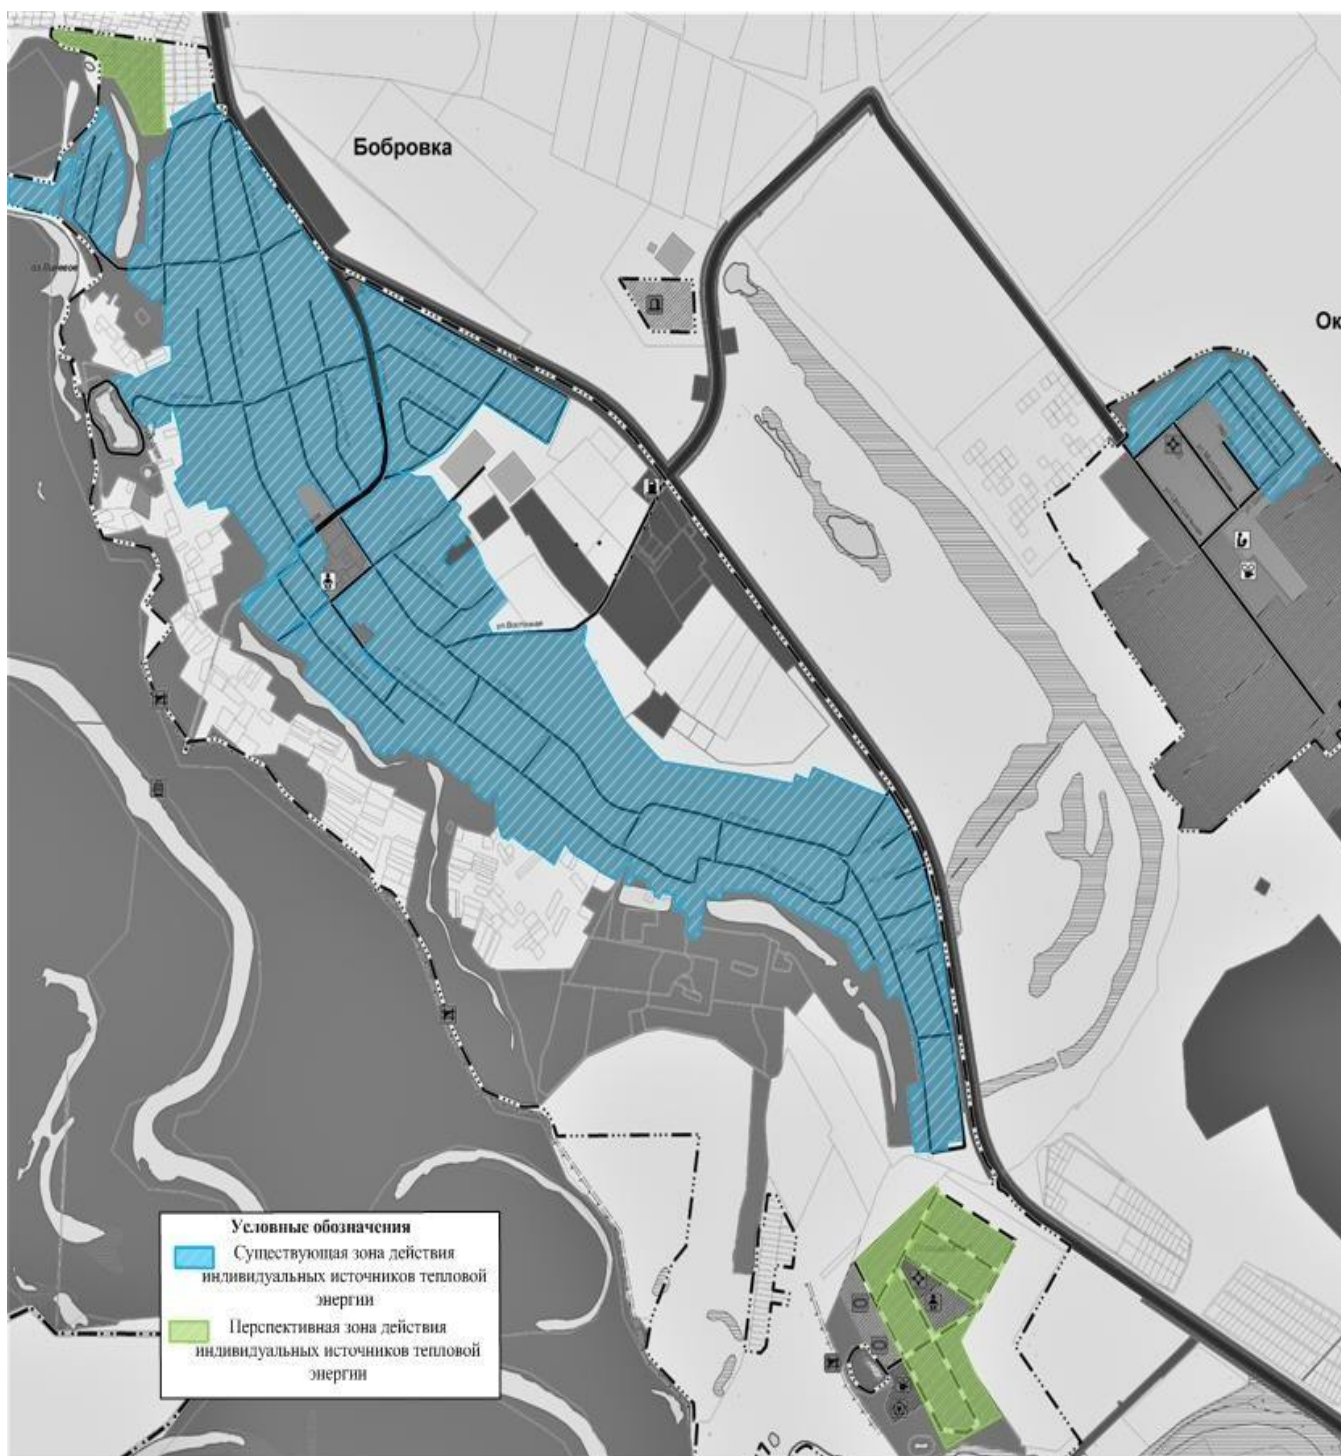 Бобровка
Ок
ул.Восточная
Условные обозначения
Существующая зона действия
индивидуальных источников тепловой
энергии
Перспективная зона действия
индивидуальных источников тепловой
энергии